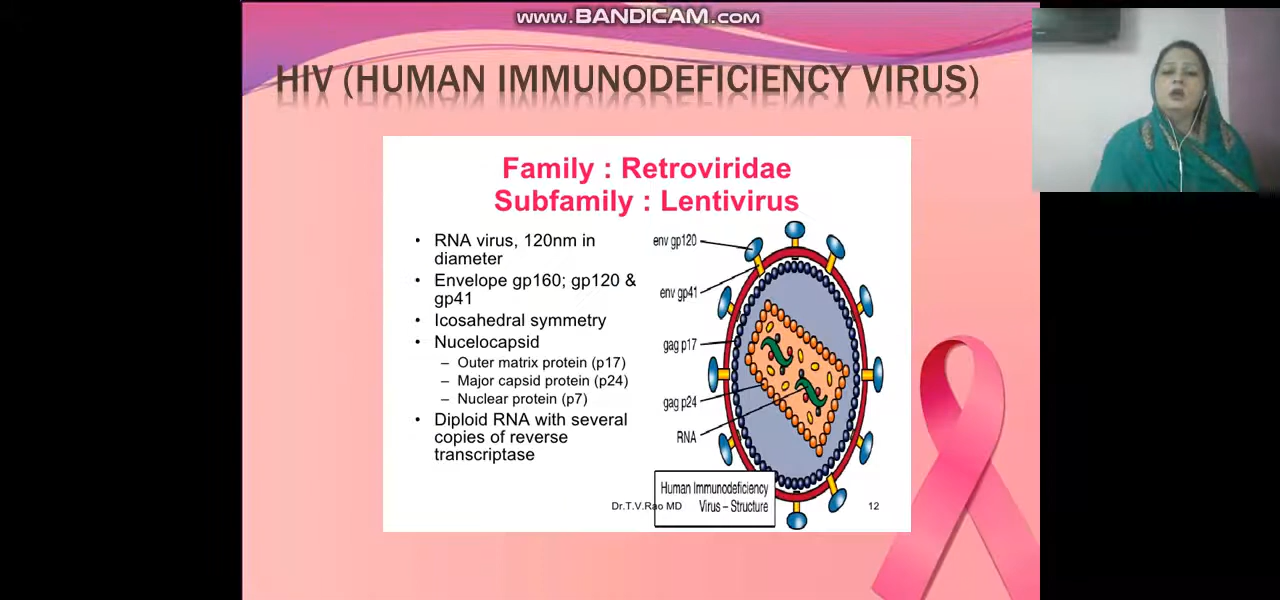 www.BANDICAM.com
HIV (HUMAN IMMUNODEFICIENCY VIRUS)
Family : Retroviridae
Subfamily : Lentivirus
• RNA virus, 120nm in
diameter
• Envelope gp160; gp120 &
gp41
• Icosahedral symmetry
• Nucelocapsid
– Outer matrix protein (p17)
– Major capsid protein (p24)
– Nuclear protein (p7)
• Diploid RNA with several
copies of reverse
transcriptase
env gp120
env gp41
gag p17
gag p24
RNA
Human Immunodeficiency
Virus – Structure
Dr.T.V.Rao MD
12